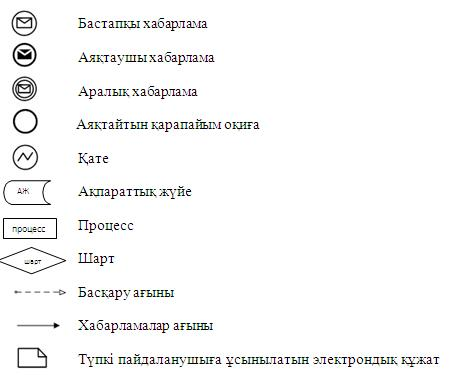 Бастапқы хабарлама
Аяқтаушы хабарлама
Аралық хабарлама
Аяқтайтын қарапайым оқиға
Қате
АЖ Ақпараттық жүйе
процесс Процесс
шарт Шарт
Басқару ағыны
Хабарламалар ағыны
Түпкі пайдаланушыға ұсынылатын электрондық құжат